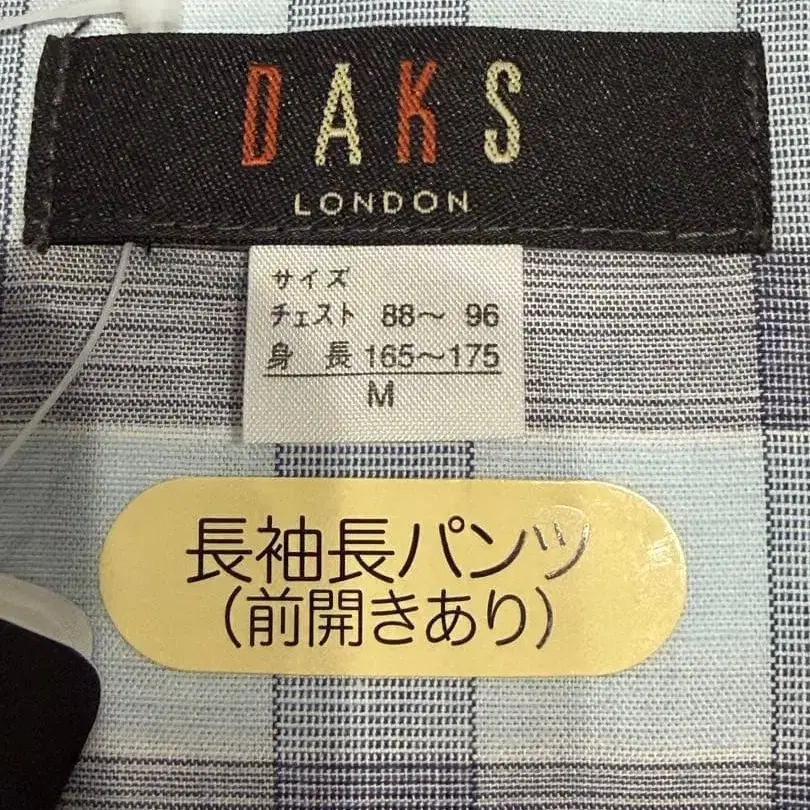 DAKS
LONDON
サイズ
チェスト 88～ 96
身 長 165～175
M
長袖長パンツ
(前開きあり)